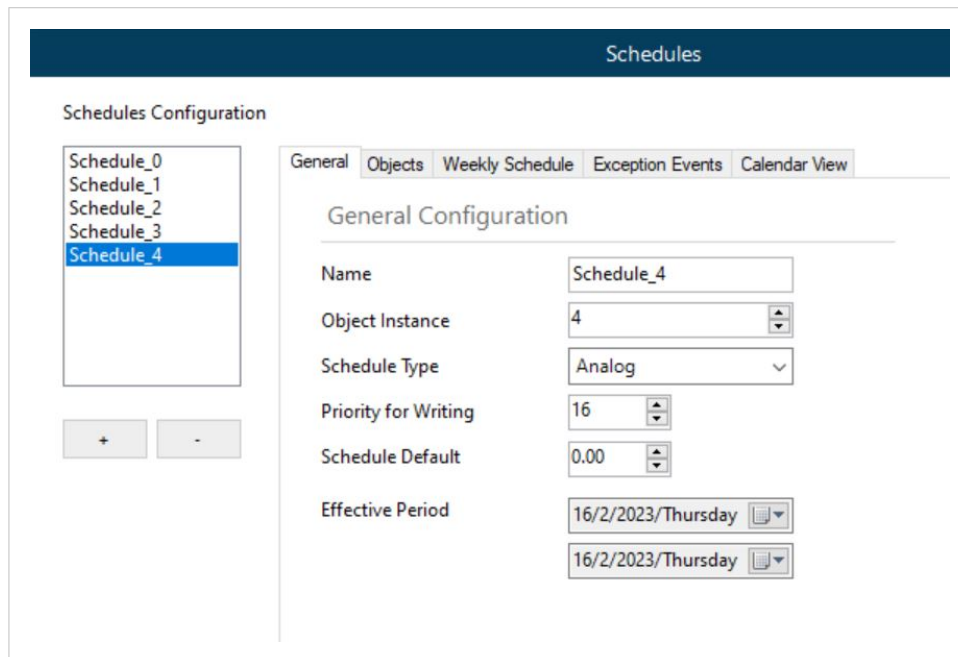 Schedules
Schedules Configuration
Schedule_0
Schedule_1
Schedule_2
Schedule_3
Schedule_4
+ -
General Objects Weekly Schedule Exception Events Calendar View
General Configuration
Name Schedule_4
Object Instance 4
Schedule Type Analog
Priority for Writing 16
Schedule Default 0.00
Effective Period 16/2/2023/Thursday
16/2/2023/Thursday